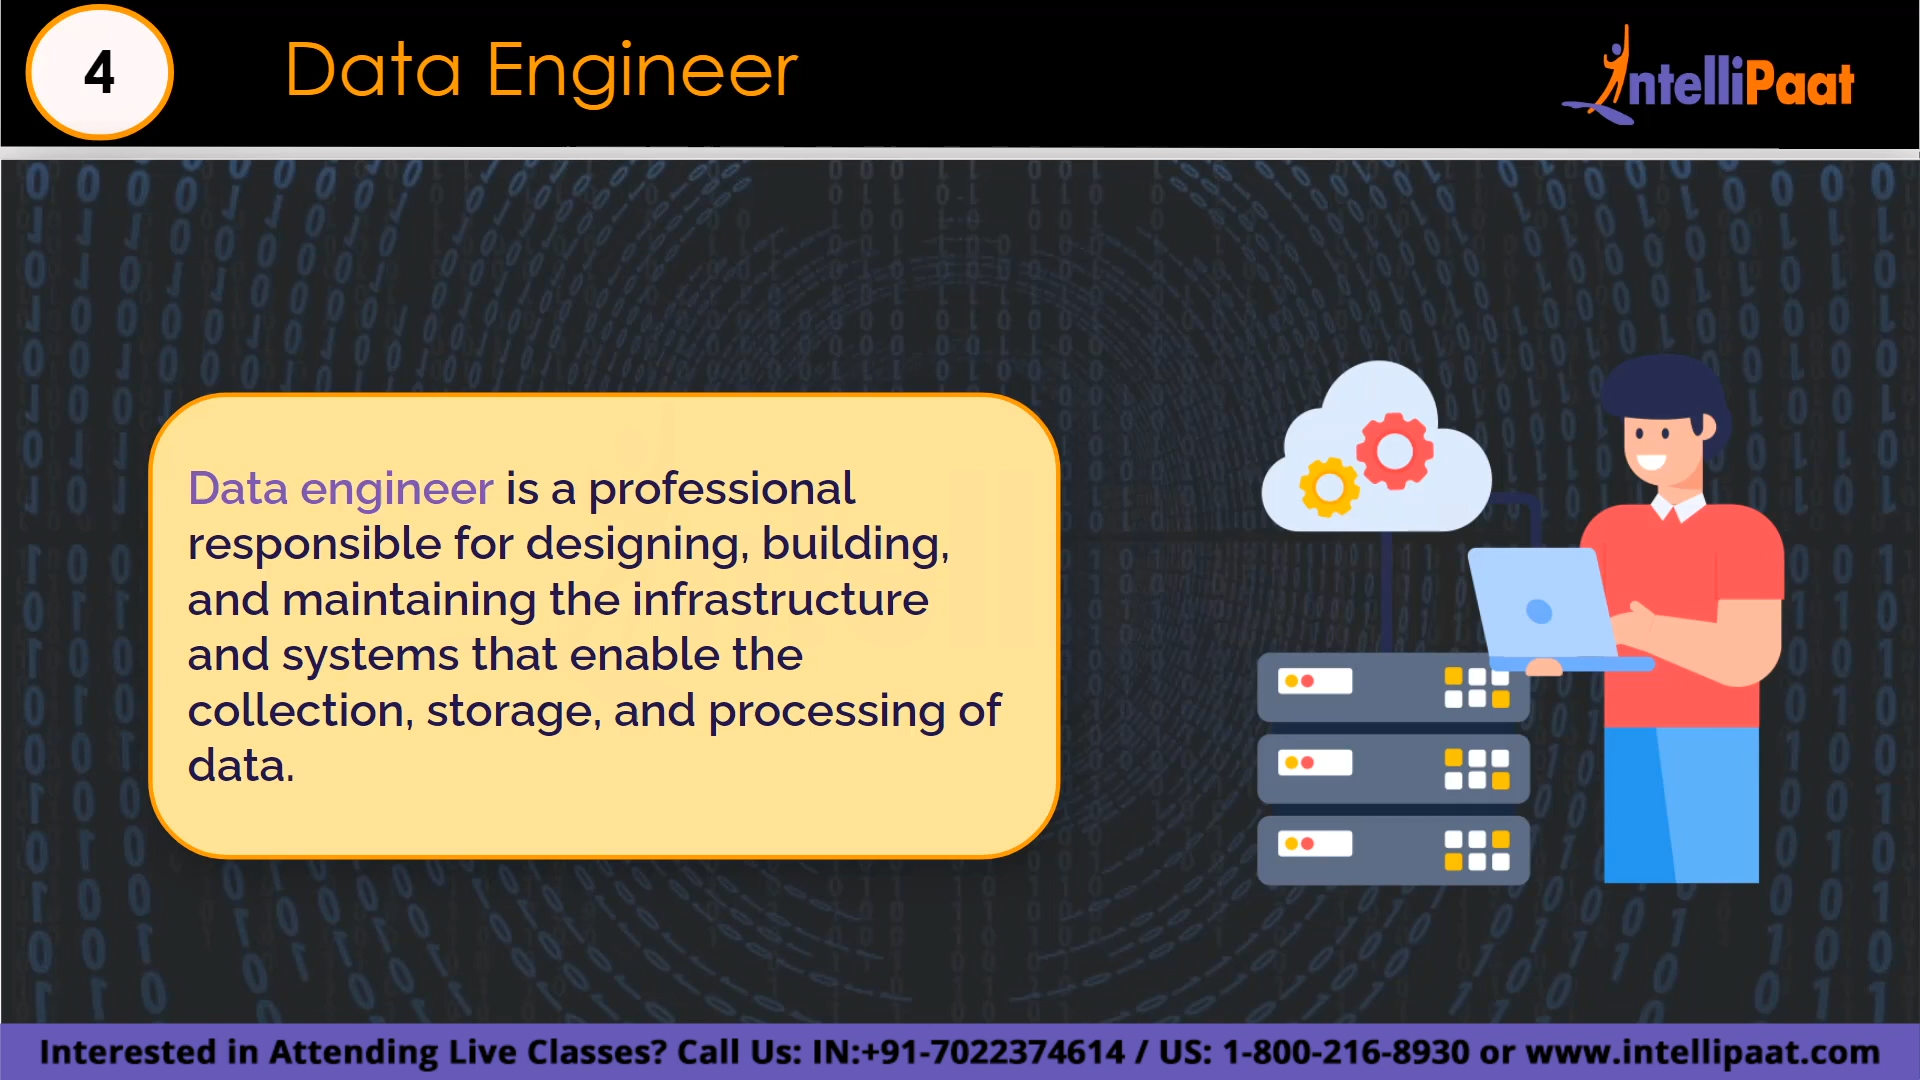 4
Data Engineer
IntelliPaat
Data engineer is a professional
responsible for designing, building,
and maintaining the infrastructure
and systems that enable the
collection, storage, and processing of
data.
Interested in Attending Live Classes? Call Us: IN:+91-7022374614 / US: 1-800-216-8930 or www.intellipaat.com